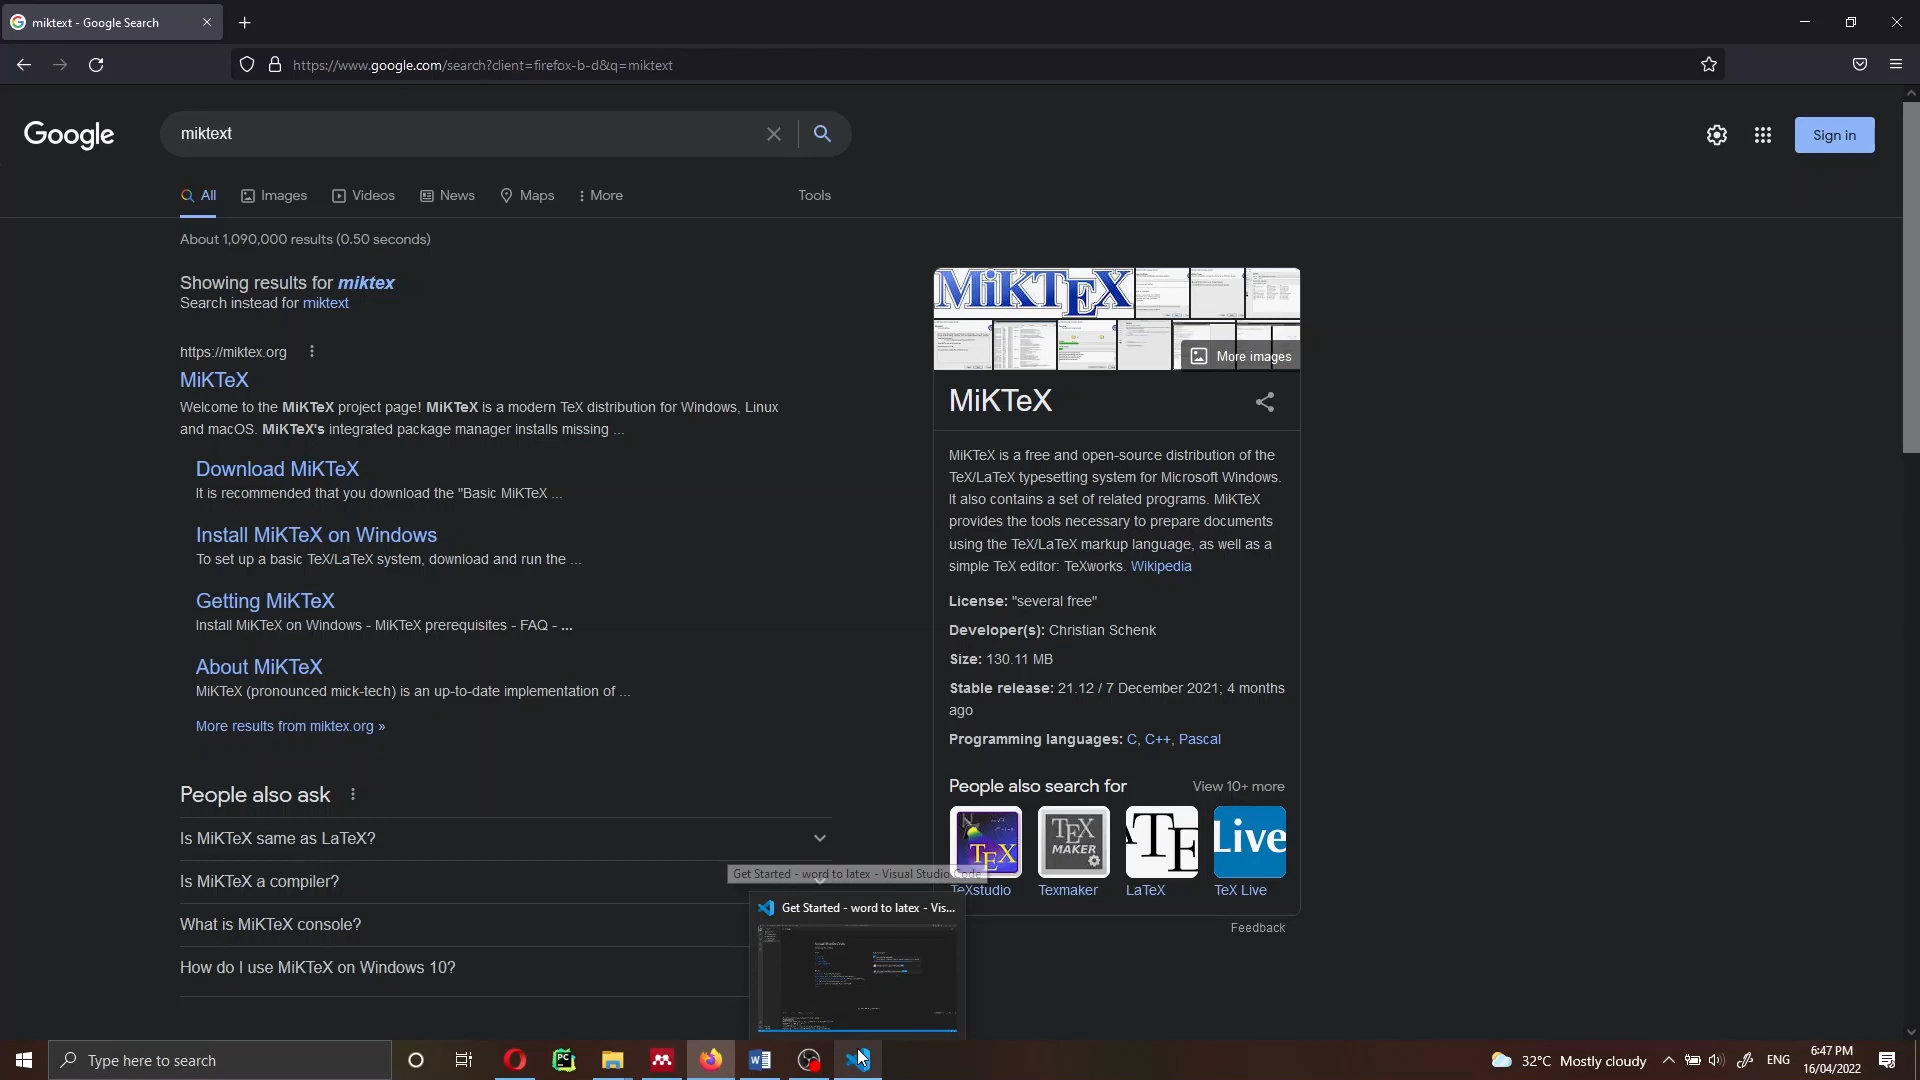 miktext - Google Search
https://www.google.com/search?client=firefox-b-d&q=miktext
Google
miktext
Sign in
All
Images
Videos
News
Maps
More
Tools
About 1,090,000 results (0.50 seconds)
Showing results for miktex
Search instead for miktext
https://miktex.org
MiKTeX
Welcome to the MiKTeX project page! MiKTeX is a modern TeX distribution for Windows, Linux
and macOS. MiKTeX's integrated package manager installs missing ...
Download MiKTeX
It is recommended that you download the "Basic MiKTeX ...
Install MiKTeX on Windows
To set up a basic TeX/LaTeX system, download and run the ...
Getting MiKTeX
Install MiKTeX on Windows - MiKTeX prerequisites - FAQ - ...
About MiKTeX
MiKTeX (pronounced mick-tech) is an up-to-date implementation of ...
More results from miktex.org »
People also ask
Is MiKTeX same as LaTeX?
Is MiKTeX a compiler?
What is MiKTeX console?
How do I use MiKTeX on Windows 10?
MiKTEX
More images
MiKTeX
MiKTeX is a free and open-source distribution of the
TeX/LaTeX typesetting system for Microsoft Windows.
It also contains a set of related programs. MiKTeX
provides the tools necessary to prepare documents
using the TeX/LaTeX markup language, as well as a
simple TeX editor: TeXworks. Wikipedia
License: "several free"
Developer(s): Christian Schenk
Size: 130.11 MB
Stable release: 21.12 / 7 December 2021; 4 months
ago
Programming languages: C, C++, Pascal
People also search for
View 10+ more
TEX
TEX
MAKER
Live
TeXstudio
Texmaker
LaTeX
TeX Live
Feedback
Get Started - word to latex - Visual Studio Code
Get Started - word to latex - Vis...
Type here to search
PC
32°C Mostly cloudy
ENG
6:47 PM
16/04/2022